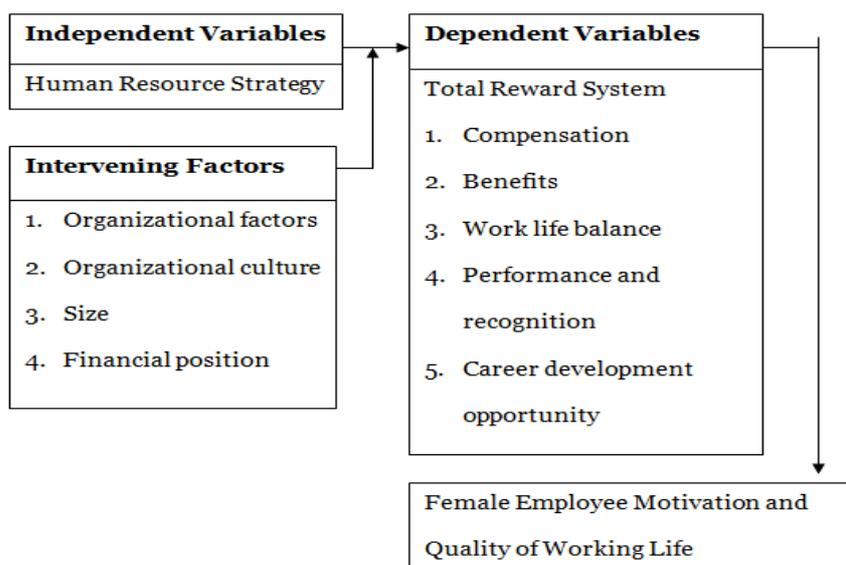 Independent Variables
Human Resource Strategy
Intervening Factors
1. Organizational factors
2. Organizational culture
3. Size
4. Financial position
Dependent Variables
Total Reward System
1. Compensation
2. Benefits
3. Work life balance
4. Performance and
recognition
5. Career development
opportunity
Female Employee Motivation and
Quality of Working Life